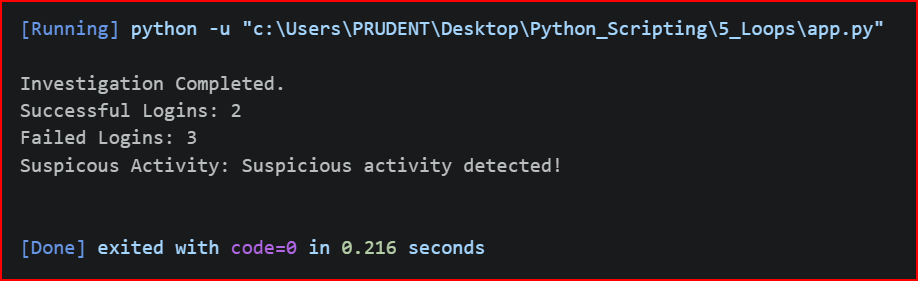 [Running] python -u "c:\Users\PRUDENT\Desktop\Python_Scripting\5_Loops\app.py"
Investigation Completed.
Successful Logins: 2
Failed Logins: 3
Suspicous Activity: Suspicious activity detected!
[Done] exited with code=0 in 0.216 seconds